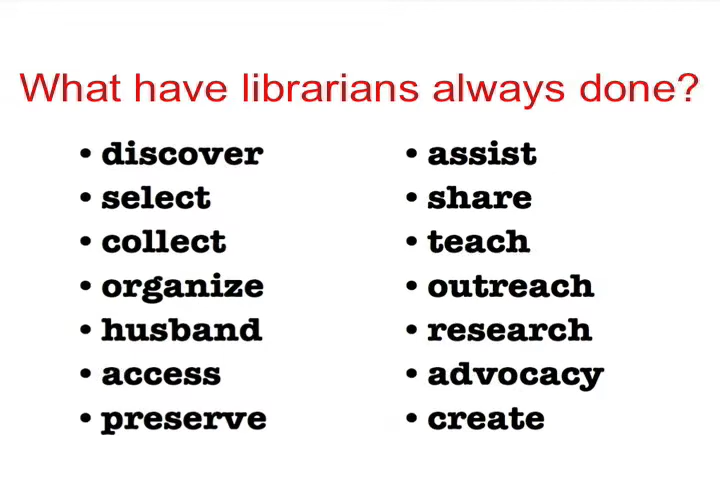 What have librarians always done?
• discover
• select
• collect
• organize
• husband
• access
• preserve
• assist
• share
• teach
• outreach
• research
• advocacy
• create